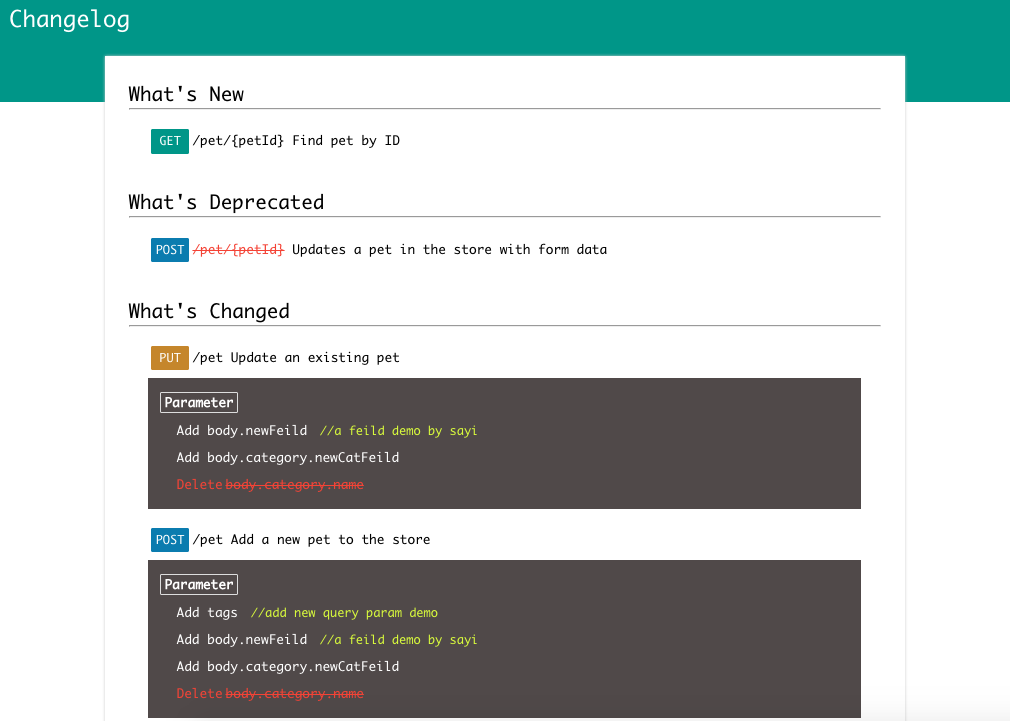 Changelog
What's New
GET /pet/{petId} Find pet by ID
What's Deprecated
POST /pet/{petId} Updates a pet in the store with form data
What's Changed
PUT /pet Update an existing pet
Parameter
Add body.newFeild //a feild demo by sayi
Add body.category.newCatFeild
Delete body.category.name
POST /pet Add a new pet to the store
Parameter
Add tags //add new query param demo
Add body.newFeild //a feild demo by sayi
Add body.category.newCatFeild
Delete body.category.name